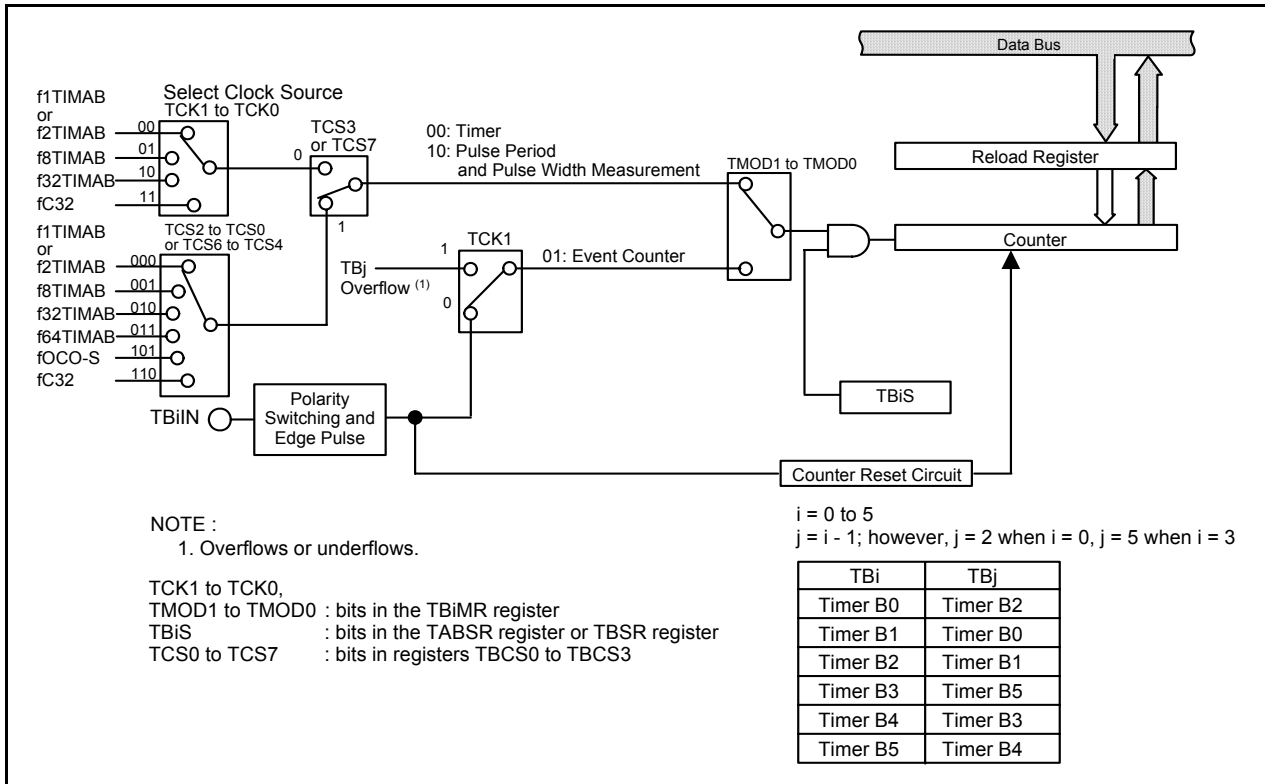 Data Bus
Select Clock Source
TCK1 to TCK0
f1TIMAB
or
f2TIMAB 00
f8TIMAB 01
f32TIMAB 10
fC32 11
TCS3
or TCS7
0
1
00: Timer
10: Pulse Period
and Pulse Width Measurement
TMOD1 to TMOD0
Reload Register
Counter
f1TIMAB
or
f2TIMAB 000
f8TIMAB 001
f32TIMAB 010
f64TIMAB 011
fOCO-S 101
fC32 110
TCS2 to TCS0
or TCS6 to TCS4
TCK1
1
TBj
Overflow (1)
0
01: Event Counter
TBiS
TBiIN
Polarity
Switching and
Edge Pulse
Counter Reset Circuit
NOTE :
1. Overflows or underflows.
TCK1 to TCK0,
TMOD1 to TMOD0 : bits in the TBiMR register
TBiS : bits in the TABSR register or TBSR register
TCS0 to TCS7 : bits in registers TBCS0 to TBCS3
i = 0 to 5
j = i - 1; however, j = 2 when i = 0, j = 5 when i = 3
TBi TBj
Timer B0 Timer B2
Timer B1 Timer B0
Timer B2 Timer B1
Timer B3 Timer B5
Timer B4 Timer B3
Timer B5 Timer B4